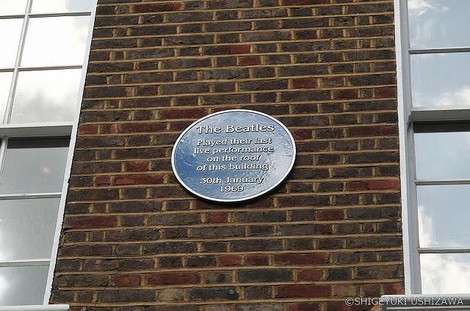 The Beatles
Played their last
live performance
on the roof
of this building
30th January
1969
©SHIGEYUKI USHIZAWA